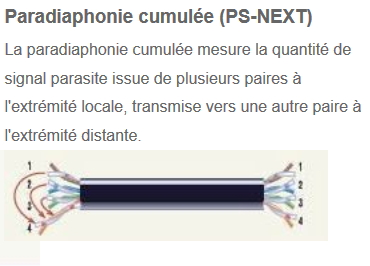 Paradiaphonie cumulée (PS-NEXT)
La paradiaphonie cumulée mesure la quantité de
signal parasite issue de plusieurs paires à
l'extrémité locale, transmise vers une autre paire à
l'extrémité distante.
1 1
2 2
3 3
4 4